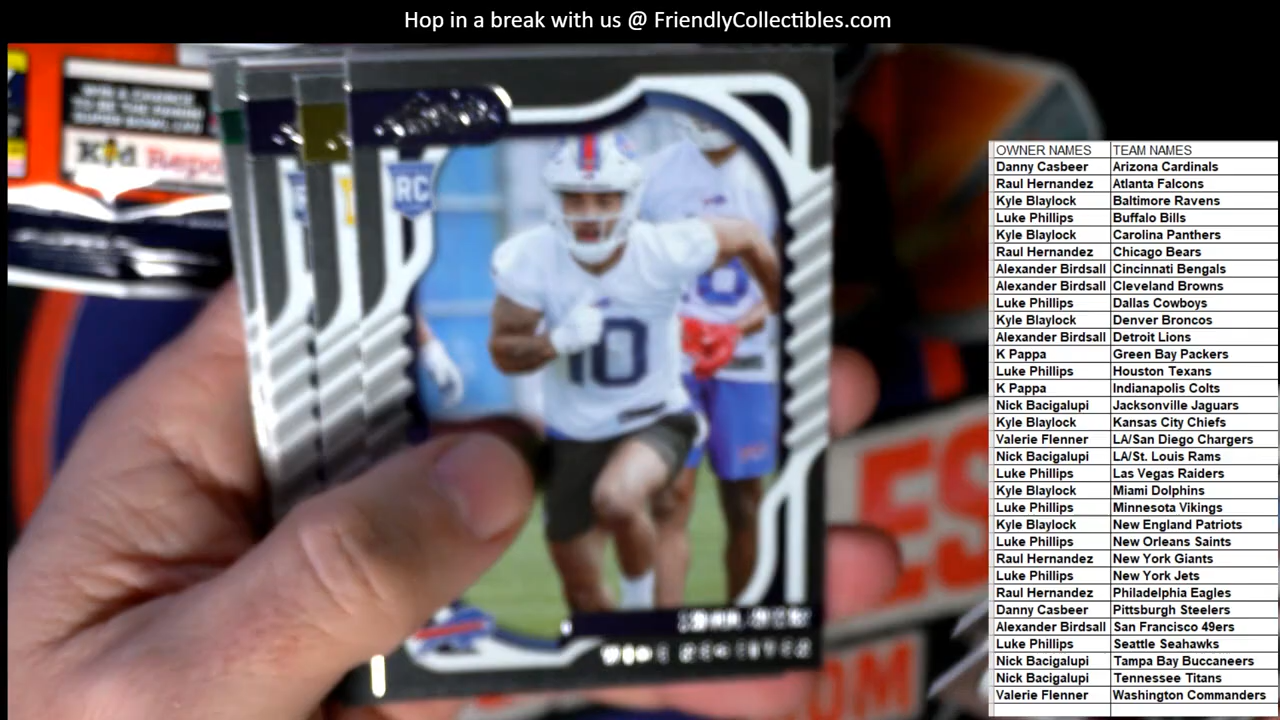 Hop in a break with us @ FriendlyCollectibles.com
RC
10
WIDE RECEIVER
OWNER NAMES TEAM NAMES
Danny Casbeer Arizona Cardinals
Raul Hernandez Atlanta Falcons
Kyle Blaylock Baltimore Ravens
Luke Phillips Buffalo Bills
Kyle Blaylock Carolina Panthers
Raul Hernandez Chicago Bears
Alexander Birdsall Cincinnati Bengals
Alexander Birdsall Cleveland Browns
Luke Phillips Dallas Cowboys
Kyle Blaylock Denver Broncos
Alexander Birdsall Detroit Lions
K Pappa Green Bay Packers
Luke Phillips Houston Texans
K Pappa Indianapolis Colts
Nick Bacigalupi Jacksonville Jaguars
Kyle Blaylock Kansas City Chiefs
Valerie Flenner LA/San Diego Chargers
Nick Bacigalupi LA/St. Louis Rams
Luke Phillips Las Vegas Raiders
Kyle Blaylock Miami Dolphins
Luke Phillips Minnesota Vikings
Kyle Blaylock New England Patriots
Luke Phillips New Orleans Saints
Raul Hernandez New York Giants
Luke Phillips New York Jets
Raul Hernandez Philadelphia Eagles
Danny Casbeer Pittsburgh Steelers
Alexander Birdsall San Francisco 49ers
Luke Phillips Seattle Seahawks
Nick Bacigalupi Tampa Bay Buccaneers
Nick Bacigalupi Tennessee Titans
Valerie Flenner Washington Commanders